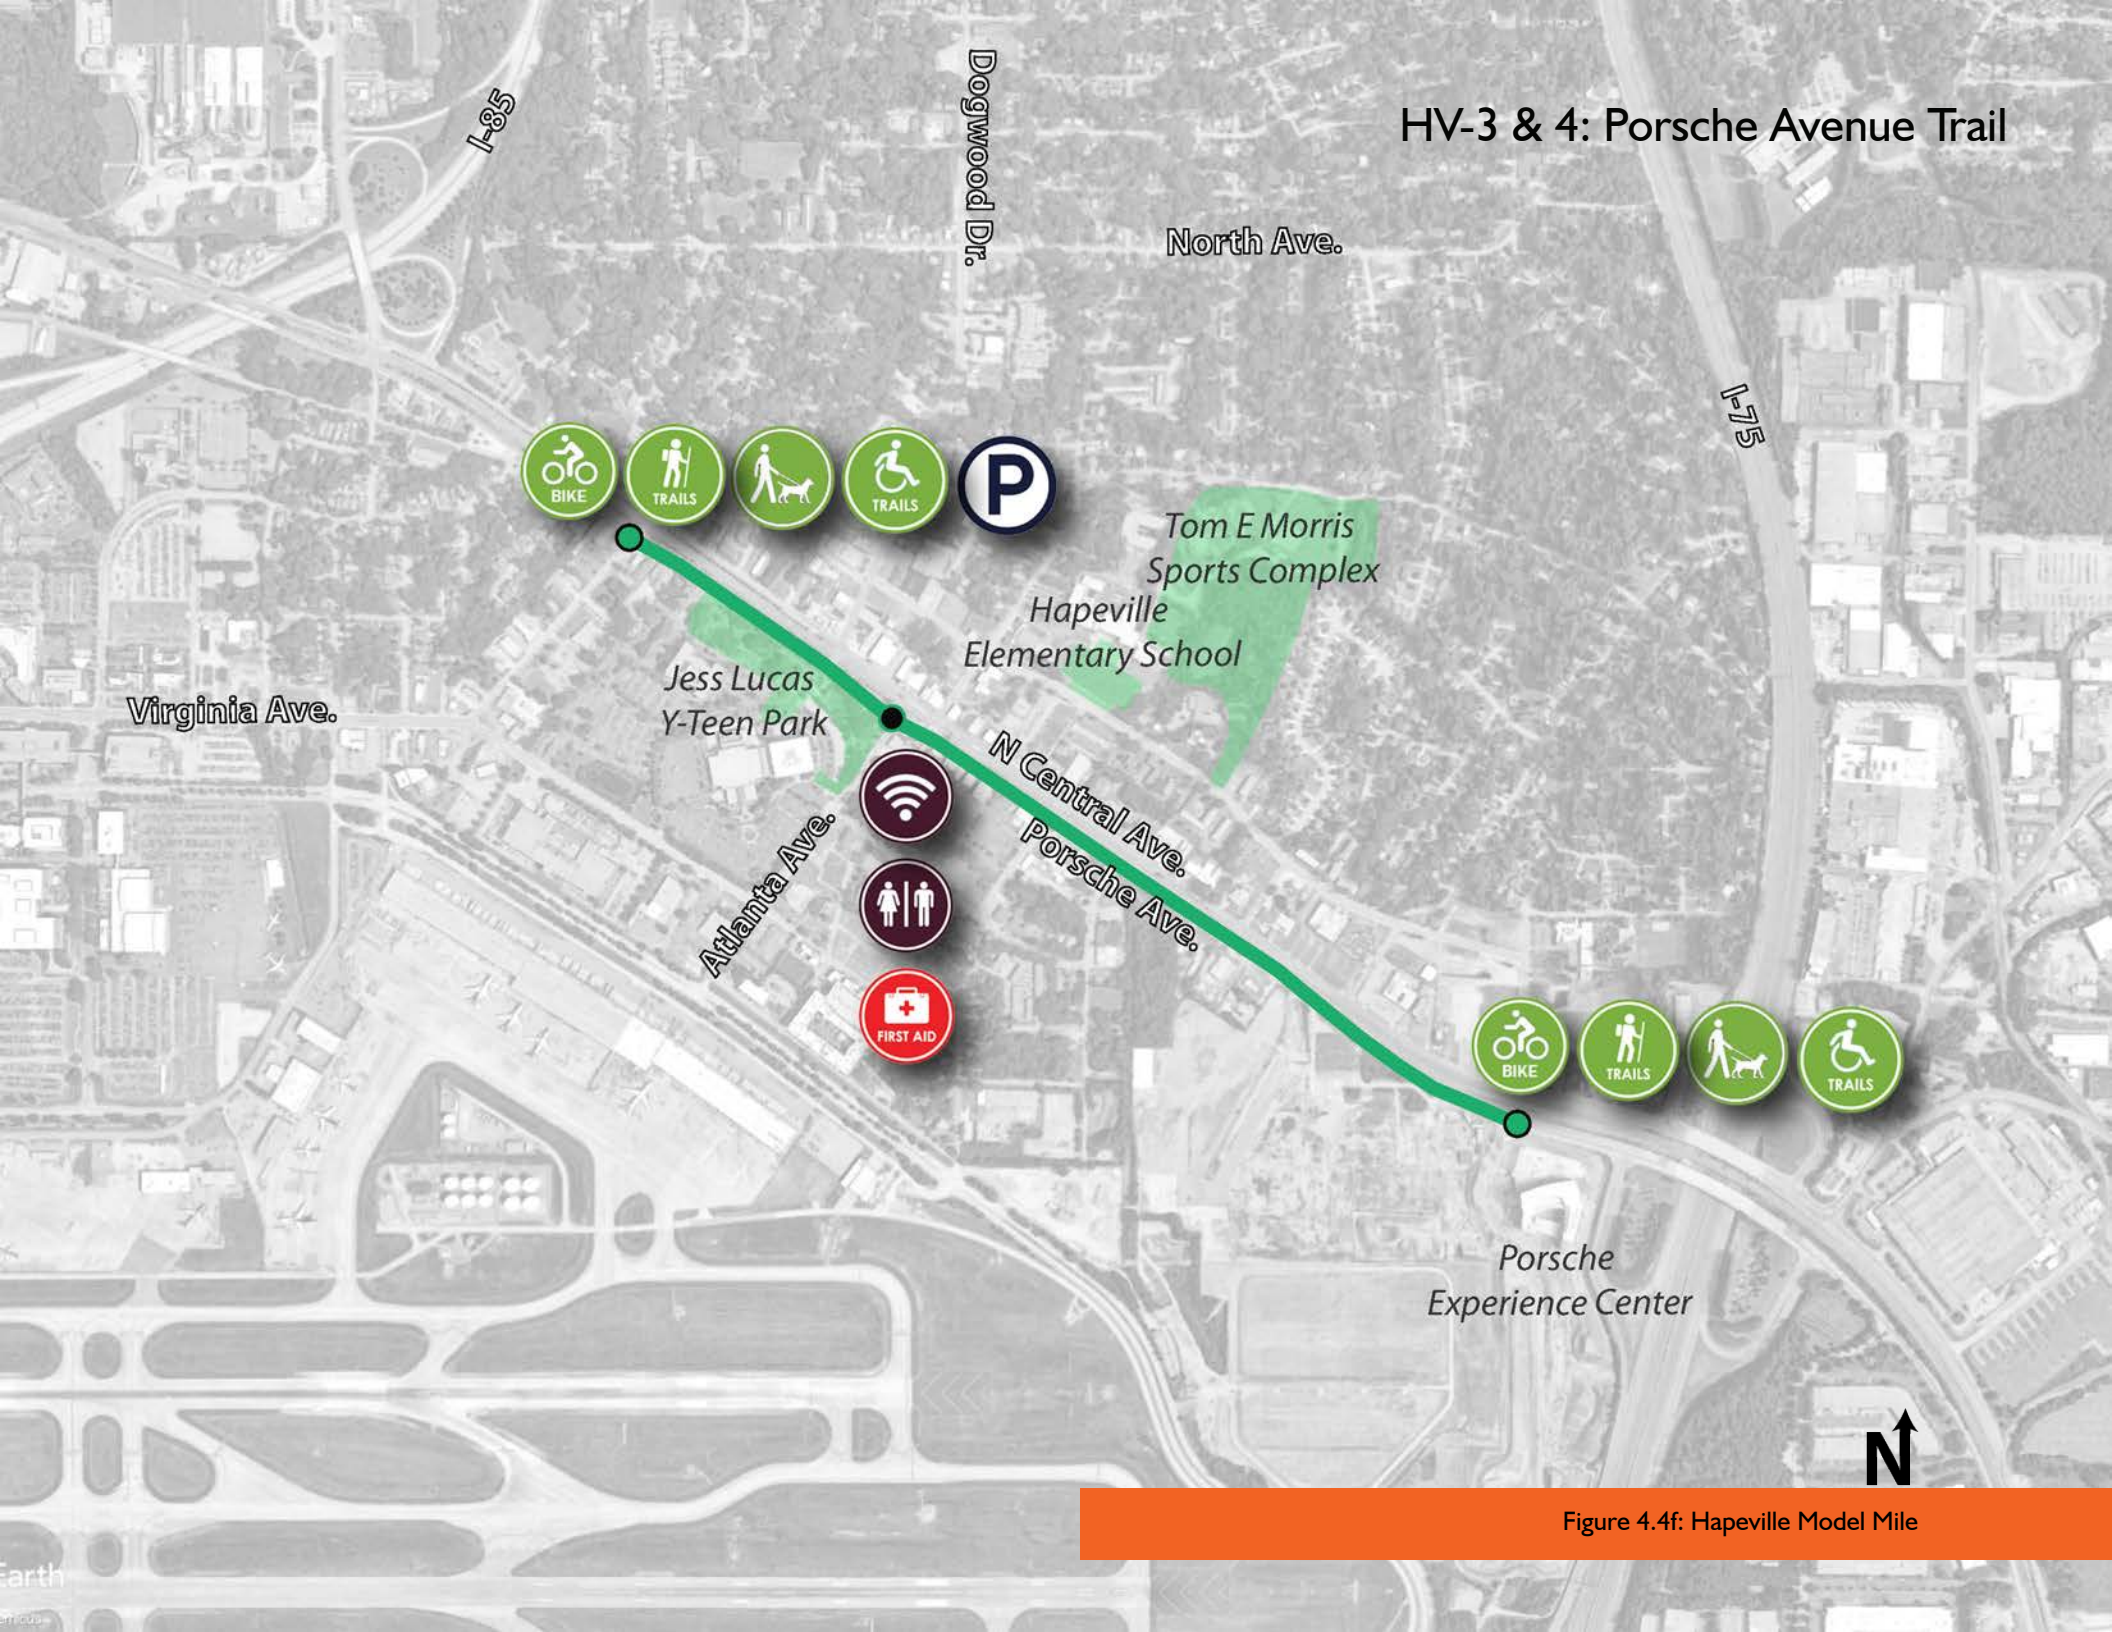 HV-3 & 4: Porsche Avenue Trail
I-85
Dogwood Dr.
North Ave.
I-75
BIKE
TRAILS
TRAILS
P
Tom E Morris
Sports Complex
Hapeville
Elementary School
Jess Lucas
Y-Teen Park
Virginia Ave.
N Central Ave.
Porsche Ave.
Atlanta Ave.
FIRST AID
BIKE
TRAILS
TRAILS
Porsche
Experience Center
N
Figure 4.4f: Hapeville Model Mile
Earth